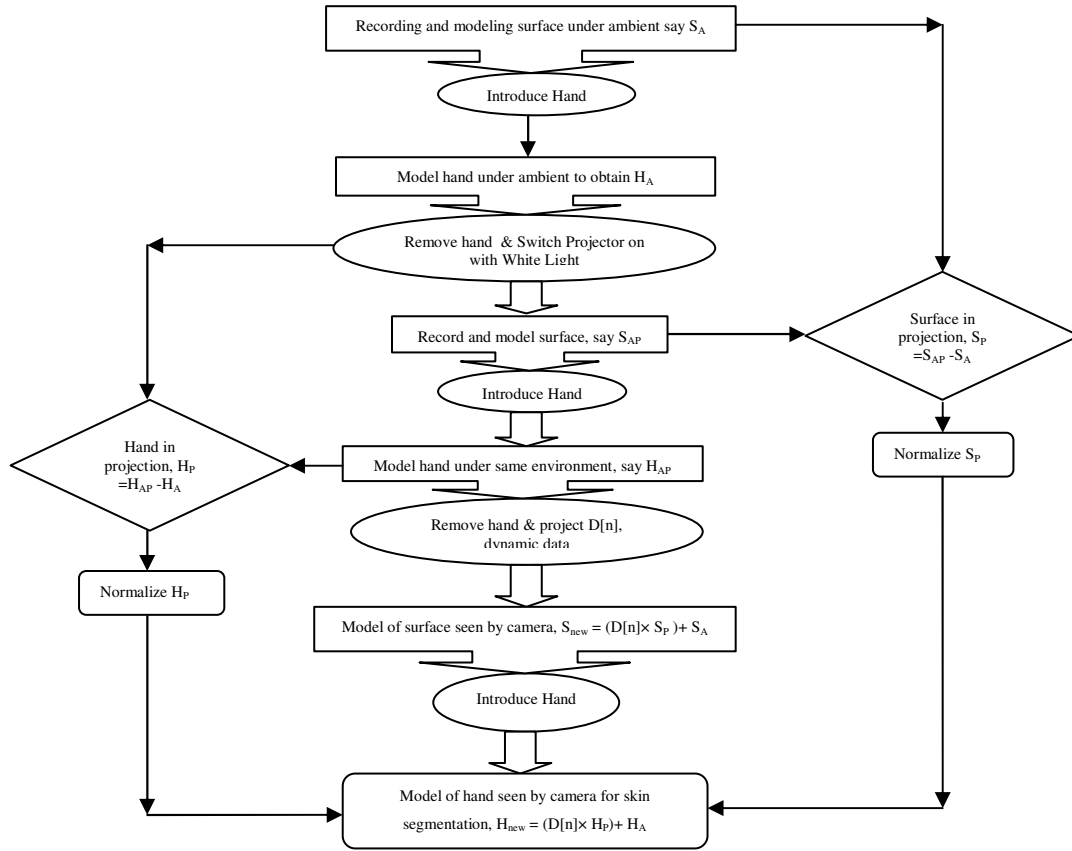 Recording and modeling surface under ambient say S_A
Introduce Hand
Model hand under ambient to obtain H_A
Remove hand & Switch Projector on
with White Light
Record and model surface, say S_AP
Surface in
projection, S_P
=S_AP -S_A
Introduce Hand
Hand in
projection, H_P
=H_AP -H_A
Model hand under same environment, say H_AP
Normalize S_P
Remove hand & project D[n],
dynamic data
Normalize H_P
Model of surface seen by camera, S_new = (D[n]× S_P )+ S_A
Introduce Hand
Model of hand seen by camera for skin
segmentation, H_new = (D[n]× H_P)+ H_A